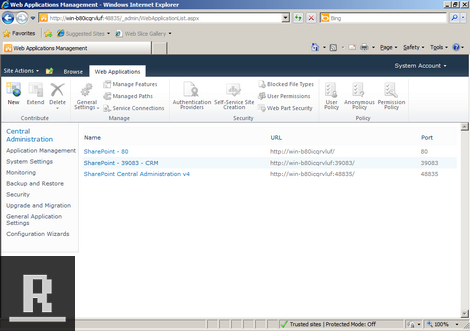 Web Applications Management - Windows Internet Explorer
http://win-b80icqrvluf:48835/_admin/WebApplicationList.aspx
Bing
Favorites
Suggested Sites
Web Slice Gallery
Web Applications Management
Page
Safety
Tools
System Account
Site Actions
Browse
Web Applications
New
Extend
Delete
General Settings
Manage Features
Managed Paths
Service Connections
Authentication Providers
Self-Service Site Creation
Blocked File Types
User Permissions
Web Part Security
User Policy
Anonymous Policy
Permission Policy
Contribute
Manage
Security
Policy
Central Administration
Application Management
System Settings
Monitoring
Backup and Restore
Security
Upgrade and Migration
General Application Settings
Configuration Wizards
Name URL Port
SharePoint - 80 http://win-b80icqrvluf/ 80
SharePoint - 39083 - CRM http://win-b80icqrvluf:39083/ 39083
SharePoint Central Administration v4 http://win-b80icqrvluf:48835/ 48835
R
Trusted sites | Protected Mode: Off
100%